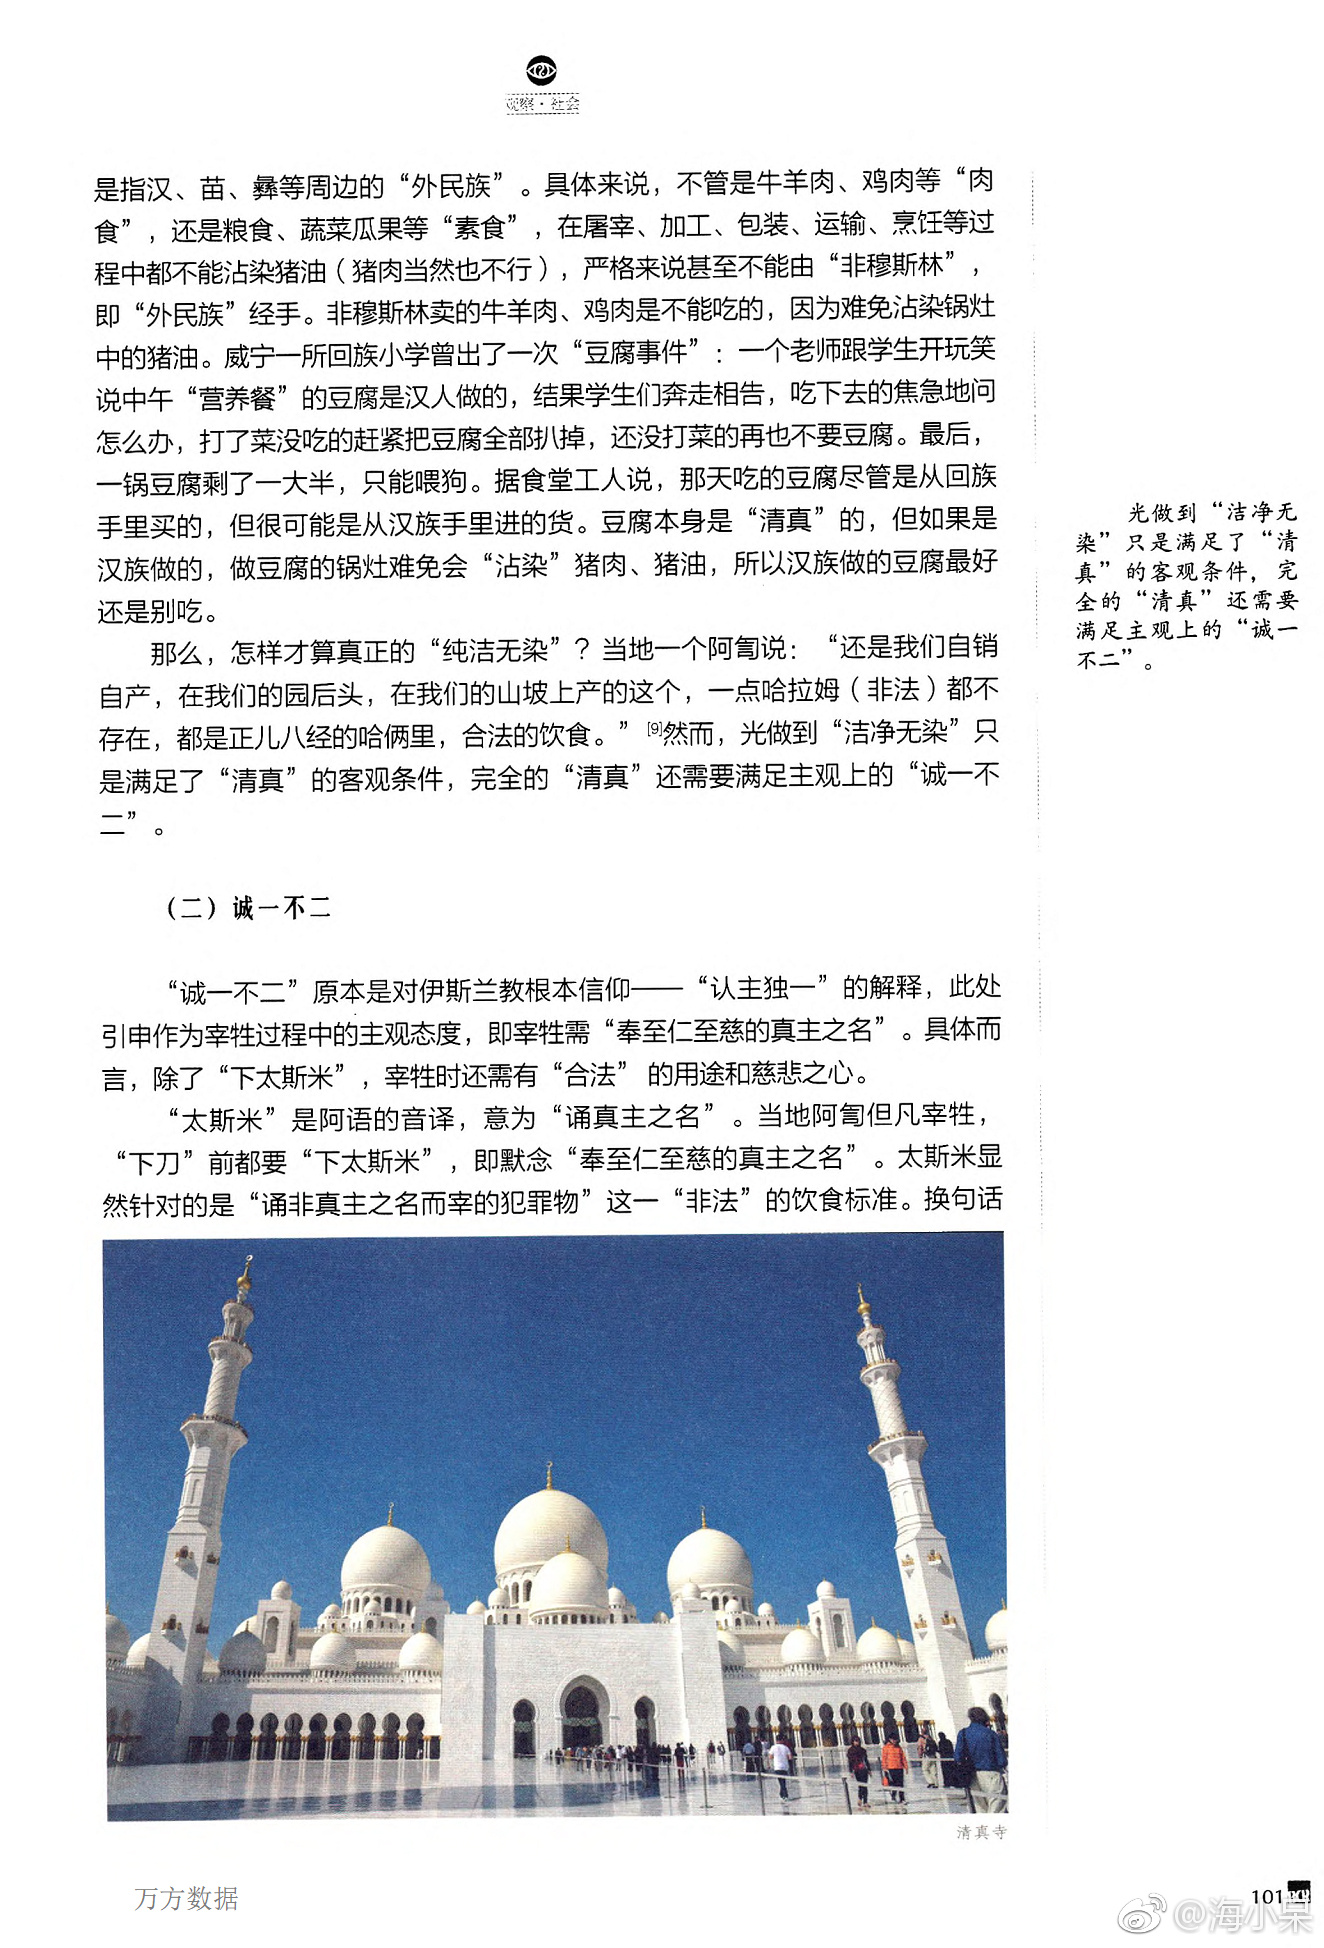 观察·社会
是指汉、苗、彝等周边的“外民族”。具体来说，不管是牛羊肉、鸡肉等“肉
食”，还是粮食、蔬菜瓜果等“素食”，在屠宰、加工、包装、运输、烹饪等过
程中都不能沾染猪油（猪肉当然也不行），严格来说甚至不能由“非穆斯林”，
即“外民族”经手。非穆斯林卖的牛羊肉、鸡肉是不能吃的，因为难免沾染锅灶
中的猪油。威宁一所回族小学曾出了一次“豆腐事件”：一个老师跟学生开玩笑
说中午“营养餐”的豆腐是汉人做的，结果学生们奔走相告，吃下去的焦急地问
怎么办，打了菜没吃的赶紧把豆腐全部扒掉，还没打菜的再也不要豆腐。最后，
一锅豆腐剩了一大半，只能喂狗。据食堂工人说，那天吃的豆腐尽管是从回族
手里买的，但很可能是从汉族手里进的货。豆腐本身是“清真”的，但如果是
汉族做的，做豆腐的锅灶难免会“沾染”猪肉、猪油，所以汉族做的豆腐最好
还是别吃。
那么，怎样才算真正的“纯洁无染”？当地一个阿訇说：“还是我们自销
自产，在我们的园后头，在我们的山坡上产的这个，一点哈拉姆（非法）都不
存在，都是正儿八经的哈俩里，合法的饮食。”[9]然而，光做到“洁净无染”只
是满足了“清真”的客观条件，完全的“清真”还需要满足主观上的“诚一不
二”。
光做到“洁净无
染”只是满足了“清
真”的客观条件，完
全的“清真”还需要
满足主观上的“诚一
不二”。
（二）诚一不二
“诚一不二”原本是对伊斯兰教根本信仰——“认主独一”的解释，此处
引申作为宰牲过程中的主观态度，即宰牲需“奉至仁至慈的真主之名”。具体而
言，除了“下太斯米”，宰牲时还需有“合法”的用途和慈悲之心。
“太斯米”是阿语的音译，意为“诵真主之名”。当地阿訇但凡宰牲，
“下刀”前都要“下太斯米”，即默念“奉至仁至慈的真主之名”。太斯米显
然针对的是“诵非真主之名而宰的犯罪物”这一“非法”的饮食标准。换句话
清真寺
万方数据
101
@海小杲